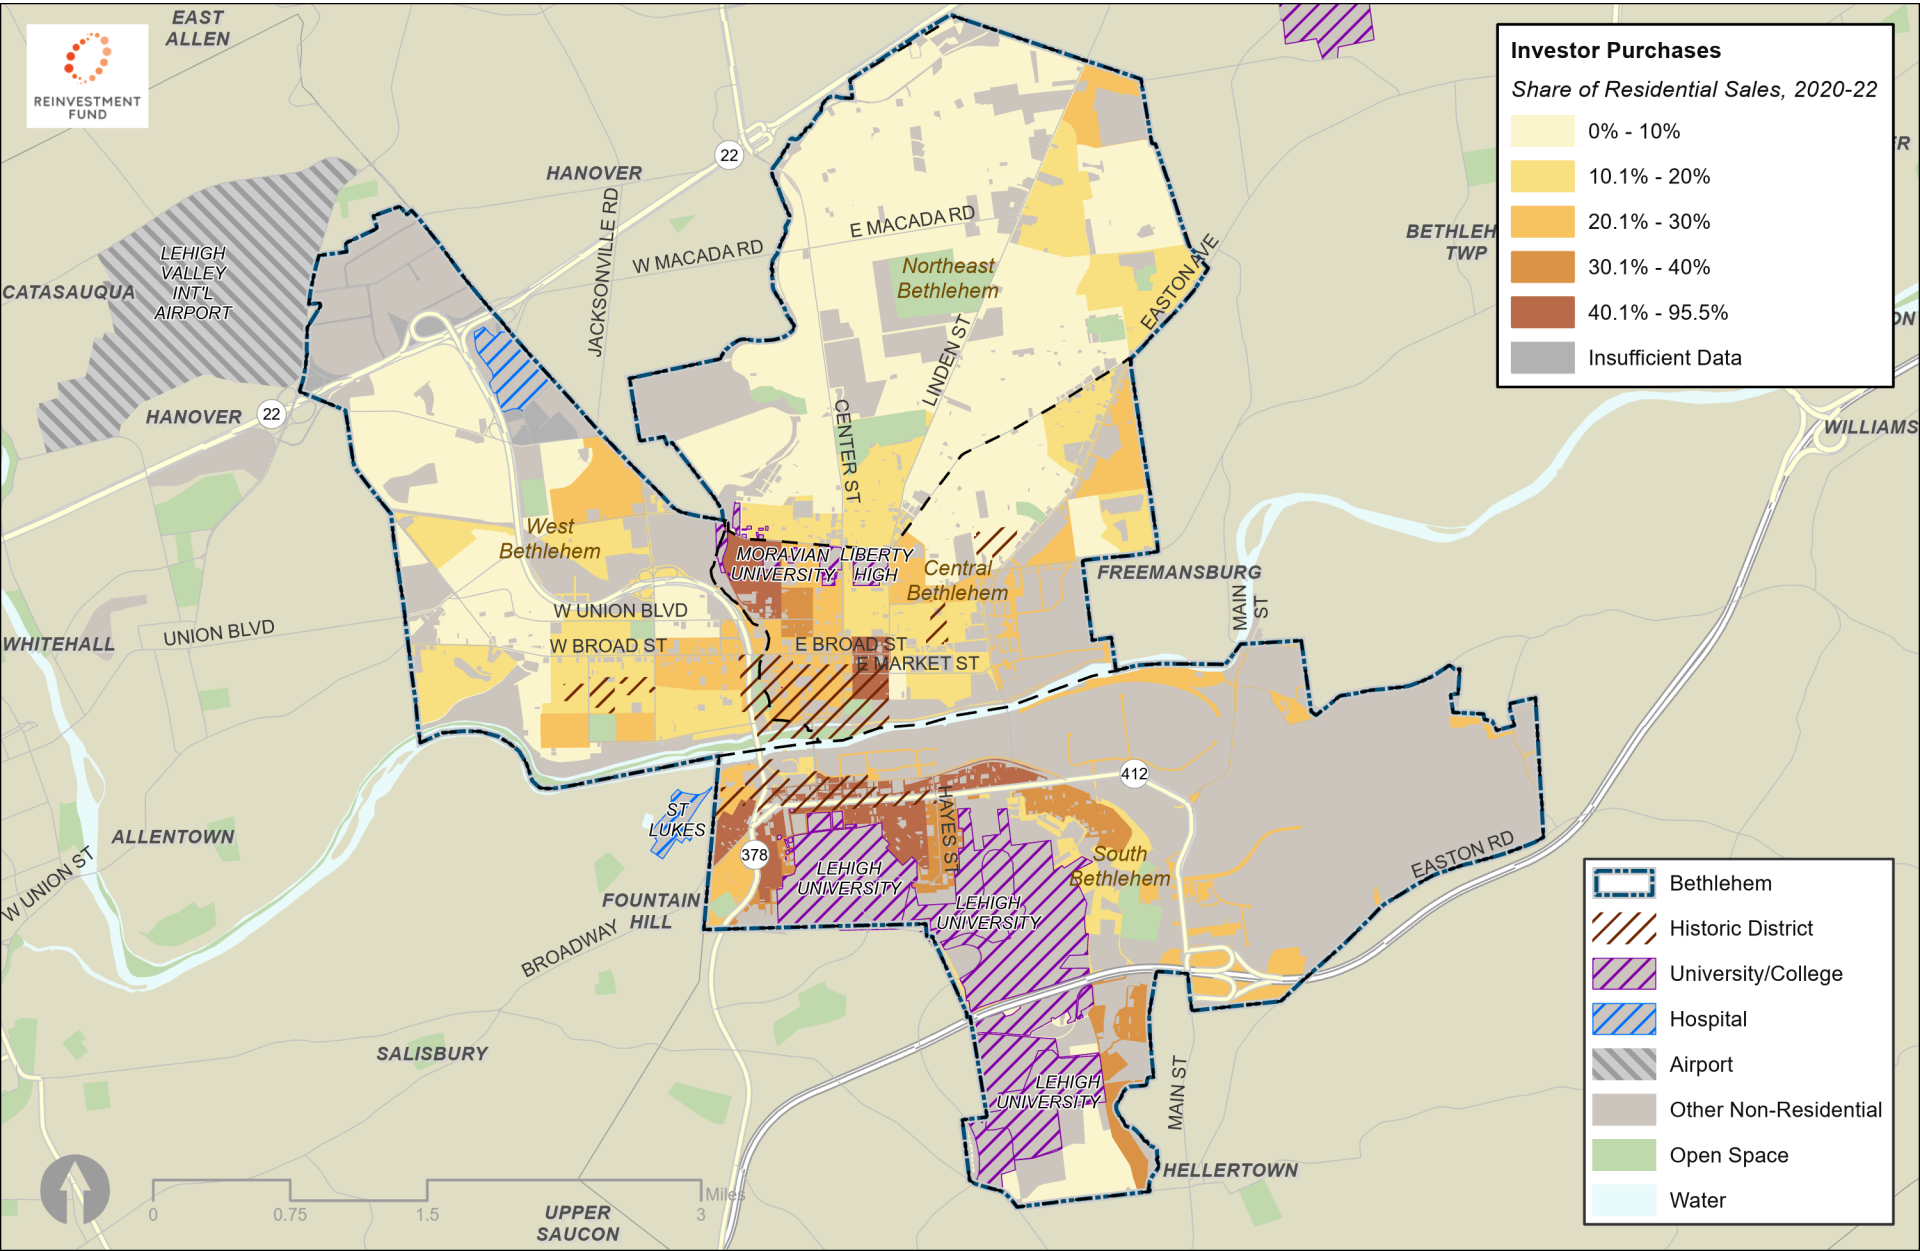 EAST
ALLEN
REINVESTMENT
FUND
Investor Purchases
Share of Residential Sales, 2020-22
0% - 10%
10.1% - 20%
20.1% - 30%
30.1% - 40%
40.1% - 95.5%
Insufficient Data
22
HANOVER
JACKSONVILLE RD
W MACADA RD
E MACADA RD
BETHLEH
TWP
ER
ON
LEHIGH
VALLEY
INT'L
AIRPORT
CATASAUQUA
Northeast
Bethlehem
EASTON AVE
LINDEN ST
CENTER ST
HANOVER
22
WILLIAMS
West
Bethlehem
MORAVIAN
UNIVERSITY
LIBERTY
HIGH
Central
Bethlehem
FREEMANSBURG
MAIN
ST
W UNION BLVD
UNION BLVD
WHITEHALL
W BROAD ST
E BROAD ST
E MARKET ST
412
ST
LUKES
HAYES ST
ALLENTOWN
378
LEHIGH
UNIVERSITY
South
Bethlehem
EASTON RD
W UNION ST
FOUNTAIN
HILL
LEHIGH
UNIVERSITY
BROADWAY
SALISBURY
LEHIGH
UNIVERSITY
MAIN ST
HELLERTOWN
UPPER
SAUCON
0
0.75
1.5
3
Miles
Bethlehem
Historic District
University/College
Hospital
Airport
Other Non-Residential
Open Space
Water